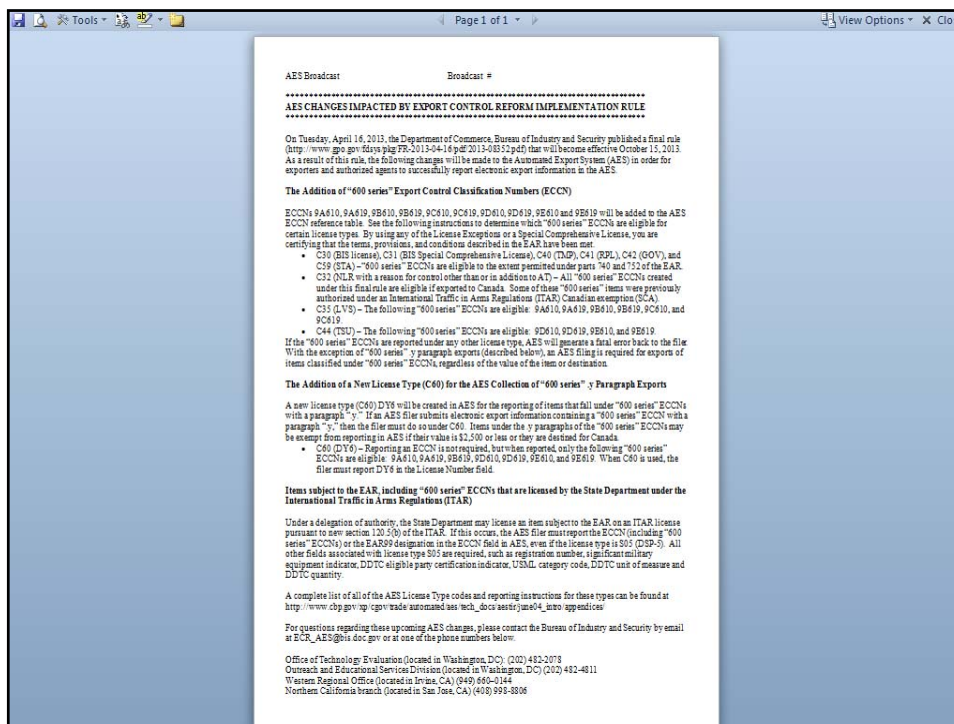 Tools
Page 1 of 1
View Options
Clo
AES Broadcast Broadcast #
******************************************************************************
AES CHANGES IMPACTED BY EXPORT CONTROL REFORM IMPLEMENTATION RULE
******************************************************************************
On Tuesday, April 16, 2013, the Department of Commerce, Bureau of Industry and Security published a final rule
(http://www.gpo.gov/fdsys/pkg/FR-2013-04-16/pdf/2013-08352.pdf) that will become effective October 15, 2013.
As a result of this rule, the following changes will be made to the Automated Export System (AES) in order for
exporters and authorized agents to successfully report electronic export information in the AES.
The Addition of “600 series” Export Control Classification Numbers (ECCN)
ECCNs 9A610, 9A619, 9B610, 9B619, 9C610, 9C619, 9D610, 9D619, 9E610 and 9E619 will be added to the AES
ECCN reference table. See the following instructions to determine which “600 series” ECCNs are eligible for
certain license types. By using any of the License Exceptions or a Special Comprehensive License, you are
certifying that the terms, provisions, and conditions described in the EAR have been met.
• C30 (BIS license), C31 (BIS Special Comprehensive License), C40 (TMP), C41 (RPL), C42 (GOV), and
C59 (STA) – “600 series” ECCNs are eligible to the extent permitted under parts 740 and 752 of the EAR.
• C32 (NLR with a reason for control other than or in addition to AT) – All “600 series” ECCNs created
under this final rule are eligible if exported to Canada. Some of these “600 series” items were previously
authorized under an International Traffic in Arms Regulations (ITAR) Canadian exemption (SCA).
• C35 (LVS) – The following “600 series” ECCNs are eligible: 9A610, 9A619, 9B610, 9B619, 9C610, and
9C619.
• C44 (TSU) – The following “600 series” ECCNs are eligible: 9D610, 9D619, 9E610, and 9E619.
If the “600 series” ECCNs are reported under any other license type, AES will generate a fatal error back to the filer.
With the exception of “600 series” .y paragraph exports (described below), an AES filing is required for exports of
items classified under “600 series” ECCNs, regardless of the value of the item or destination.
The Addition of a New License Type (C60) for the AES Collection of “600 series” .y Paragraph Exports
A new license type (C60) DY6 will be created in AES for the reporting of items that fall under “600 series” ECCNs
with a paragraph “.y.” If an AES filer submits electronic export information containing a “600 series” ECCN with a
paragraph “.y,” then the filer must do so under C60. Items under the .y paragraphs of the “600 series” ECCNs may
be exempt from reporting in AES if their value is $2,500 or less or they are destined for Canada.
• C60 (DY6) – Reporting an ECCN is not required, but when reported, only the following “600 series”
ECCNs are eligible: 9A610, 9A619, 9B619, 9D610, 9D619, 9E610, and 9E619. When C60 is used, the
filer must report DY6 in the License Number field.
Items subject to the EAR, including “600 series” ECCNs that are licensed by the State Department under the
International Traffic in Arms Regulations (ITAR)
Under a delegation of authority, the State Department may license an item subject to the EAR on an ITAR license
pursuant to new section 120.5(b) of the ITAR. If this occurs, the AES filer must report the ECCN (including “600
series” ECCNs) or the EAR99 designation in the ECCN field in AES, even if the license type is S05 (DSP-5). All
other fields associated with license type S05 are required, such as registration number, significant military
equipment indicator, DDTC eligible party certification indicator, USML category code, DDTC unit of measure and
DDTC quantity.
A complete list of all of the AES License Type codes and reporting instructions for these types can be found at
http://www.cbp.gov/xp/cgov/trade/automated/aes/tech_docs/aestir/june04_intro/appendices/
For questions regarding these upcoming AES changes, please contact the Bureau of Industry and Security by email
at ECR_AES@bis.doc.gov or at one of the phone numbers below.
Office of Technology Evaluation (located in Washington, DC): (202) 482-2078
Outreach and Educational Services Division (located in Washington, DC) (202) 482-4811
Western Regional Office (located in Irvine, CA) (949) 660-0144
Northern California branch (located in San Jose, CA) (408) 998-8806